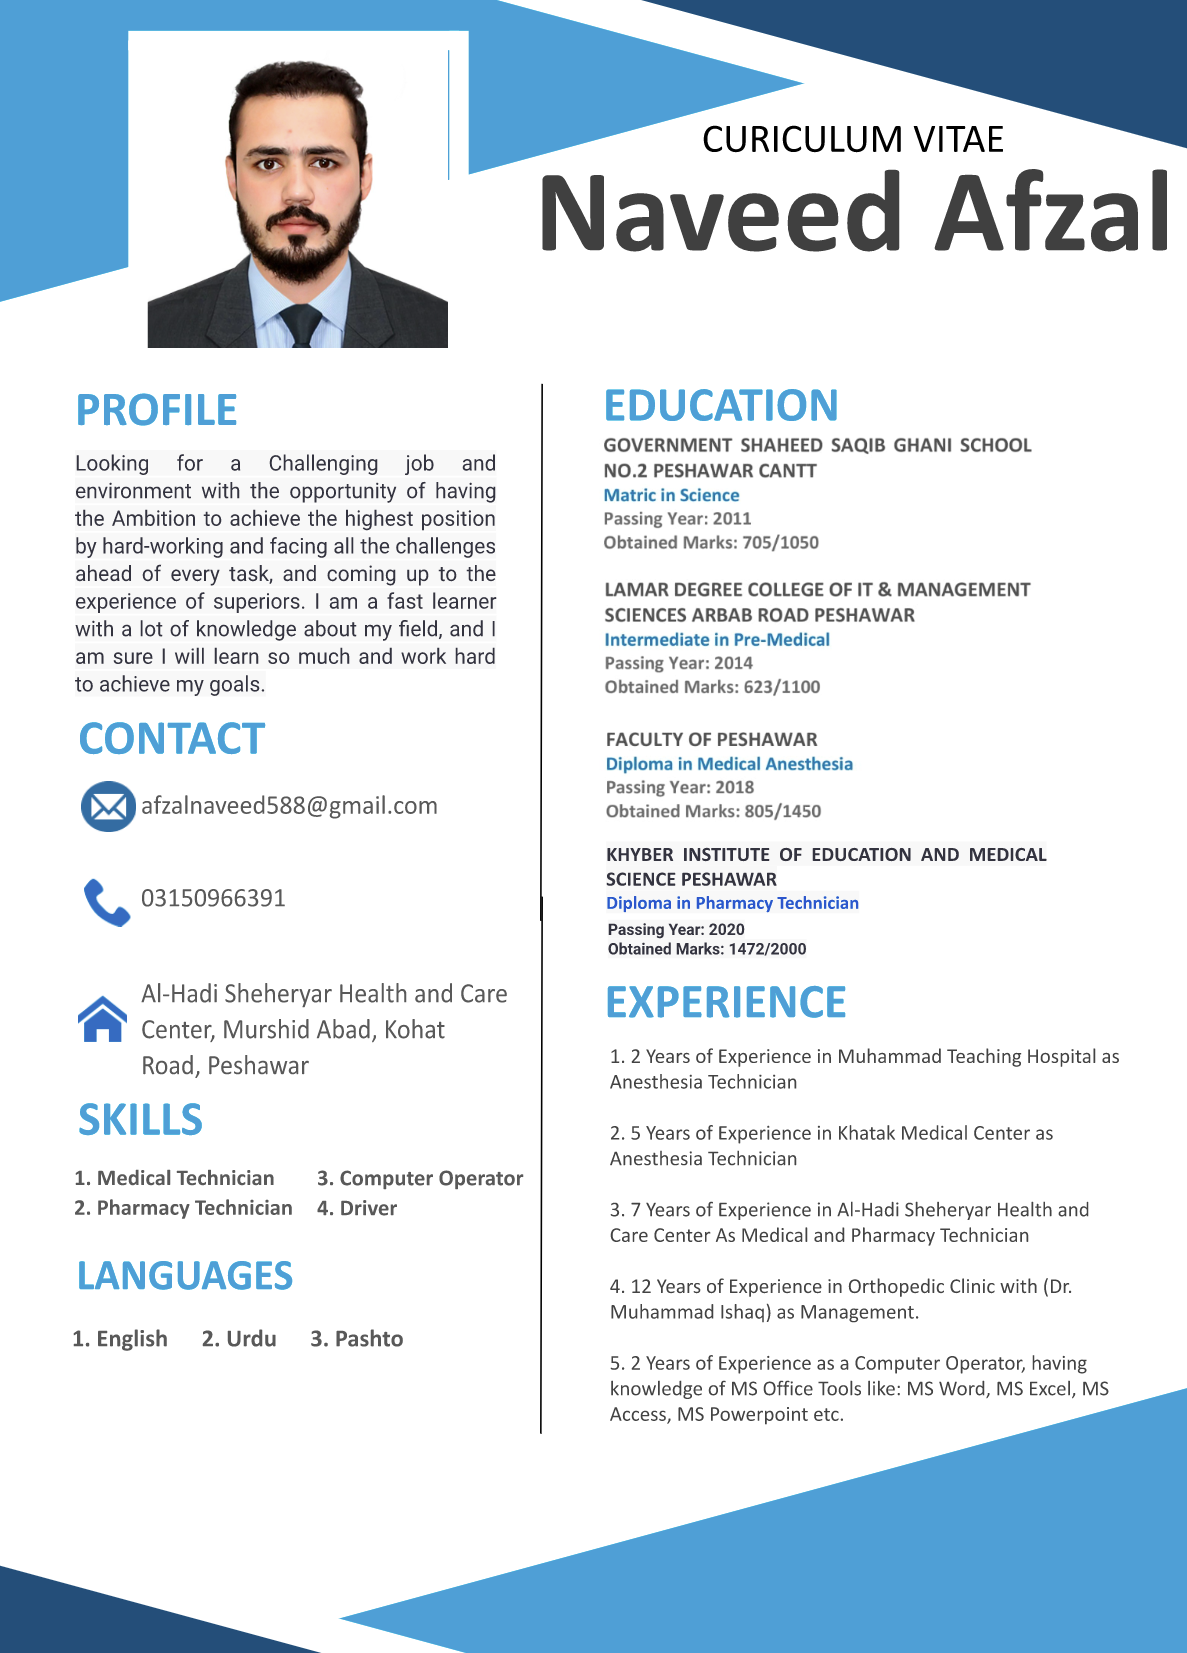 CURICULUM VITAE
Naveed Afzal
PROFILE
Looking for a Challenging job and
environment with the opportunity of having
the Ambition to achieve the highest position
by hard-working and facing all the challenges
ahead of every task, and coming up to the
experience of superiors. I am a fast learner
with a lot of knowledge about my field, and I
am sure I will learn so much and work hard
to achieve my goals.
CONTACT
afzalnaveed588@gmail.com
03150966391
Al-Hadi Sheheryar Health and Care
Center, Murshid Abad, Kohat
Road, Peshawar
SKILLS
1. Medical Technician
2. Pharmacy Technician
3. Computer Operator
4. Driver
LANGUAGES
1. English 2. Urdu 3. Pashto
EDUCATION
GOVERNMENT SHAHEED SAQIB GHANI SCHOOL
NO.2 PESHAWAR CANTT
Matric in Science
Passing Year: 2011
Obtained Marks: 705/1050
LAMAR DEGREE COLLEGE OF IT & MANAGEMENT
SCIENCES ARBAB ROAD PESHAWAR
Intermediate in Pre-Medical
Passing Year: 2014
Obtained Marks: 623/1100
FACULTY OF PESHAWAR
Diploma in Medical Anesthesia
Passing Year: 2018
Obtained Marks: 805/1450
KHYBER INSTITUTE OF EDUCATION AND MEDICAL
SCIENCE PESHAWAR
Diploma in Pharmacy Technician
Passing Year: 2020
Obtained Marks: 1472/2000
EXPERIENCE
1. 2 Years of Experience in Muhammad Teaching Hospital as
Anesthesia Technician
2. 5 Years of Experience in Khatak Medical Center as
Anesthesia Technician
3. 7 Years of Experience in Al-Hadi Sheheryar Health and
Care Center As Medical and Pharmacy Technician
4. 12 Years of Experience in Orthopedic Clinic with (Dr.
Muhammad Ishaq) as Management.
5. 2 Years of Experience as a Computer Operator, having
knowledge of MS Office Tools like: MS Word, MS Excel, MS
Access, MS Powerpoint etc.